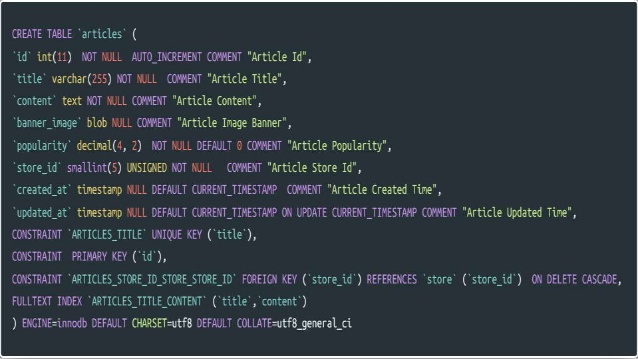 CREATE TABLE `articles` (
`id` int(11)  NOT NULL  AUTO_INCREMENT COMMENT "Article Id",
`title` varchar(255) NOT NULL  COMMENT "Article Title",
`content` text NOT NULL COMMENT "Article Content",
`banner_image` blob NULL COMMENT "Article Image Banner",
`popularity` decimal(4, 2)  NOT NULL DEFAULT 0 COMMENT "Article Popularity",
`store_id` smallint(5) UNSIGNED NOT NULL   COMMENT "Article Store Id",
`created_at` timestamp NULL DEFAULT CURRENT_TIMESTAMP  COMMENT "Article Created Time",
`updated_at` timestamp NULL DEFAULT CURRENT_TIMESTAMP ON UPDATE CURRENT_TIMESTAMP COMMENT "Article Updated Time",
CONSTRAINT `ARTICLES_TITLE` UNIQUE KEY (`title`),
CONSTRAINT  PRIMARY KEY (`id`),
CONSTRAINT `ARTICLES_STORE_ID_STORE_STORE_ID` FOREIGN KEY (`store_id`) REFERENCES `store` (`store_id`)  ON DELETE CASCADE,
FULLTEXT INDEX `ARTICLES_TITLE_CONTENT` (`title`,`content`)
) ENGINE=innodb DEFAULT CHARSET=utf8 DEFAULT COLLATE=utf8_general_ci